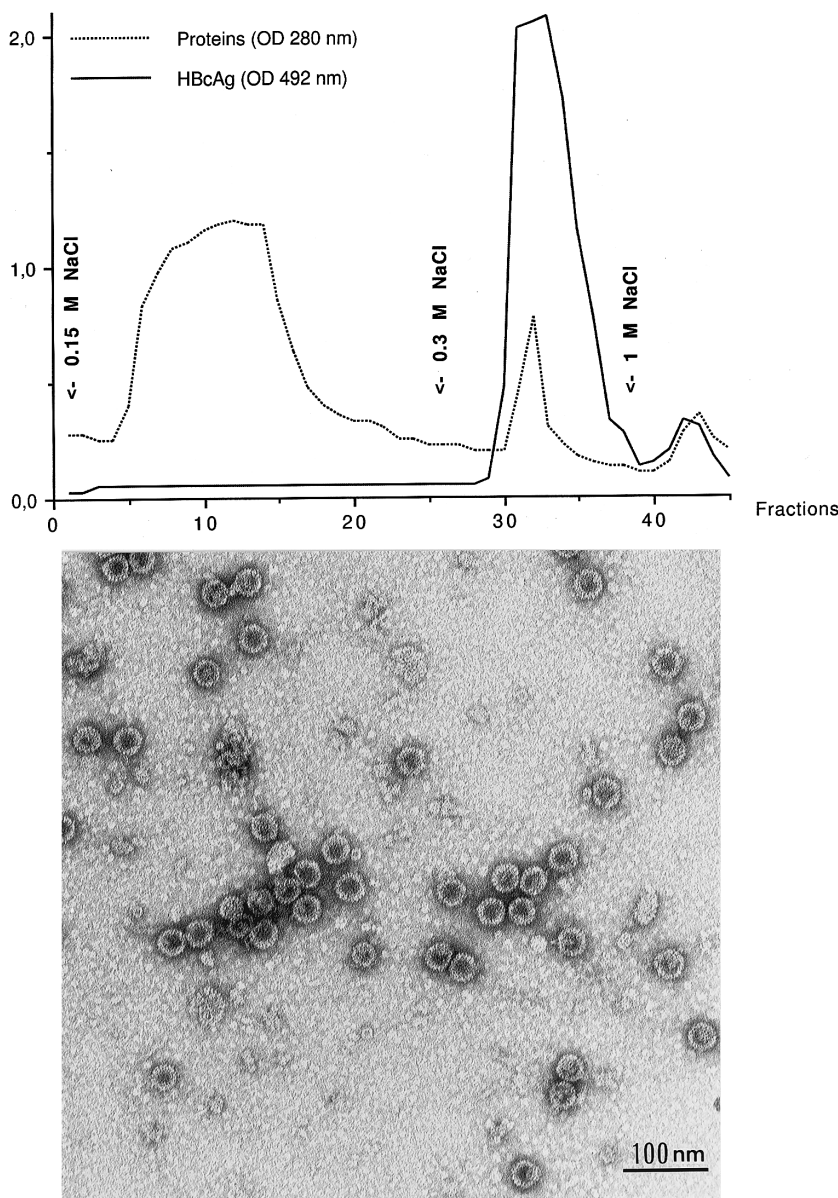 2,0
Proteins (OD 280 nm)
HBcAg (OD 492 nm)
1,0
<- 0.15 M NaCl
<- 0.3 M NaCl
<- 1 M NaCl
0,0
0
10
20
30
40
Fractions
100 nm